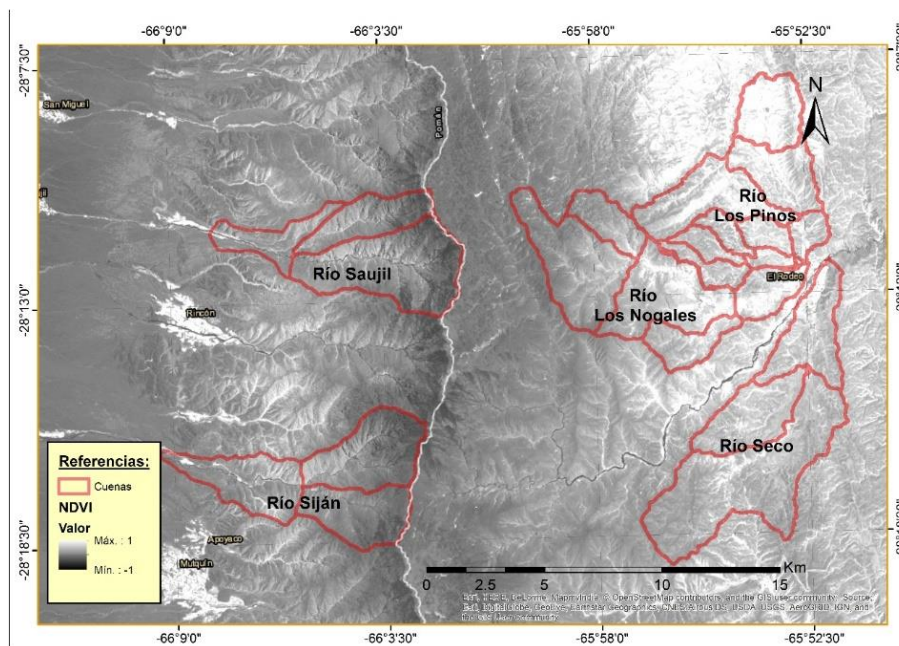 -66°9'0"
-66°3'30"
-65°58'0"
-65°52'30"
-28°7'30"
San Miguel
Pomán
N
Río
Los Pinos
Río Saujil
El Rodeo
-28°13'0"
Río
Los Nogales
Rincón
Río Seco
Referencias:
Cuenas
NDVI
Valor
Máx. : 1
Mín. : -1
Río Siján
-28°18'30"
Apoyaco
Mutquin
Km
0
2.5
5
10
15
-66°9'0"
-66°3'30"
-65°58'0"
-65°52'30"